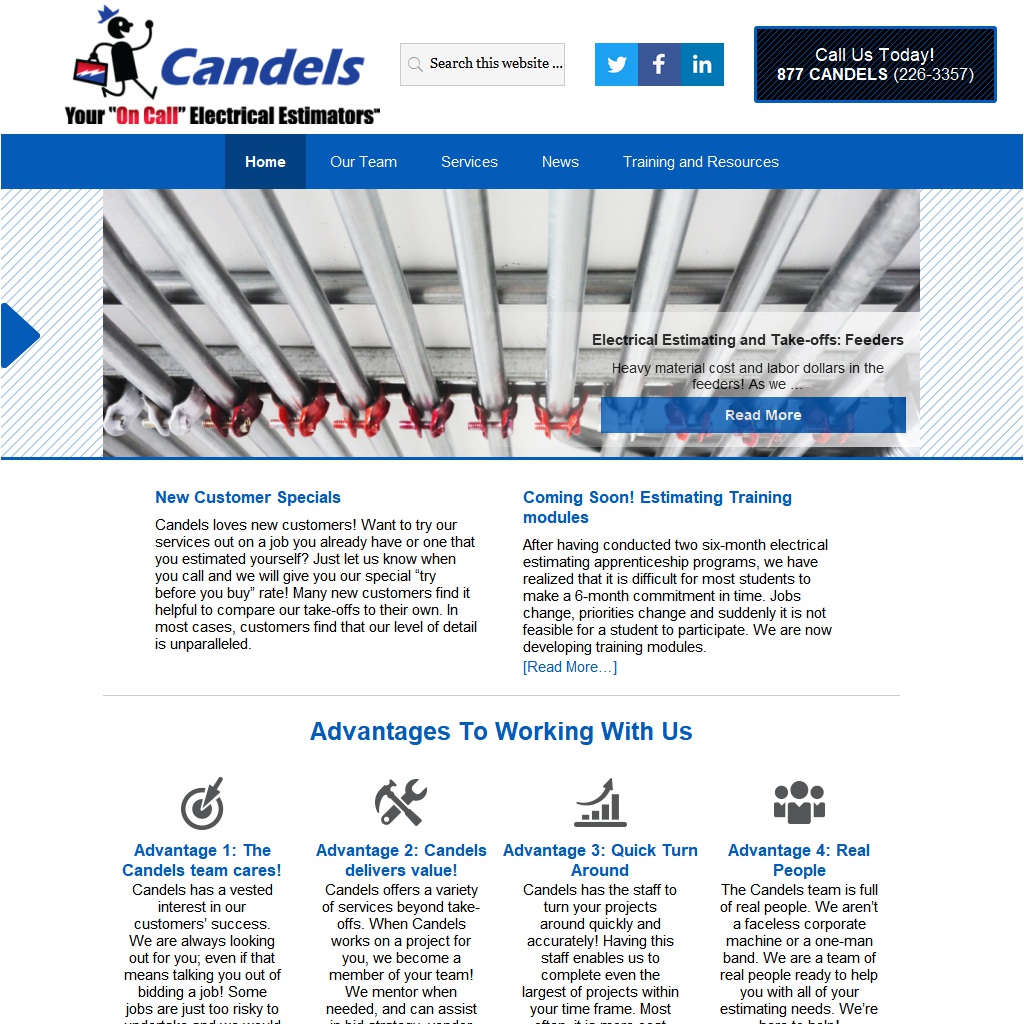 Candels
Your "On Call" Electrical Estimators"
Search this website ...
Call Us Today!
877 CANDELS (226-3357)
Home
Our Team
Services
News
Training and Resources
Electrical Estimating and Take-offs: Feeders
Heavy material cost and labor dollars in the
feeders! As we …
Read More
New Customer Specials
Candels loves new customers! Want to try our
services out on a job you already have or one that
you estimated yourself? Just let us know when
you call and we will give you our special “try
before you buy” rate! Many new customers find it
helpful to compare our take-offs to their own. In
most cases, customers find that our level of detail
is unparalleled.
Coming Soon! Estimating Training
modules
After having conducted two six-month electrical
estimating apprenticeship programs, we have
realized that it is difficult for most students to
make a 6-month commitment in time. Jobs
change, priorities change and suddenly it is not
feasible for a student to participate. We are now
developing training modules.
[Read More…]
Advantages To Working With Us
Advantage 1: The
Candels team cares!
Candels has a vested
interest in our
customers’ success.
We are always looking
out for you; even if that
means talking you out of
bidding a job! Some
jobs are just too risky to
undertake and we would
Advantage 2: Candels
delivers value!
Candels offers a variety
of services beyond take-
offs. When Candels
works on a project for
you, we become a
member of your team!
We mentor when
needed, and can assist
in bid strategy, vendor
Advantage 3: Quick Turn
Around
Candels has the staff to
turn your projects
around quickly and
accurately! Having this
staff enables us to
complete even the
largest of projects within
your time frame. Most
often, it is more cost
Advantage 4: Real
People
The Candels team is full
of real people. We aren’t
a faceless corporate
machine or a one-man
band. We are a team of
real people ready to help
you with all of your
estimating needs. We’re
here to help!